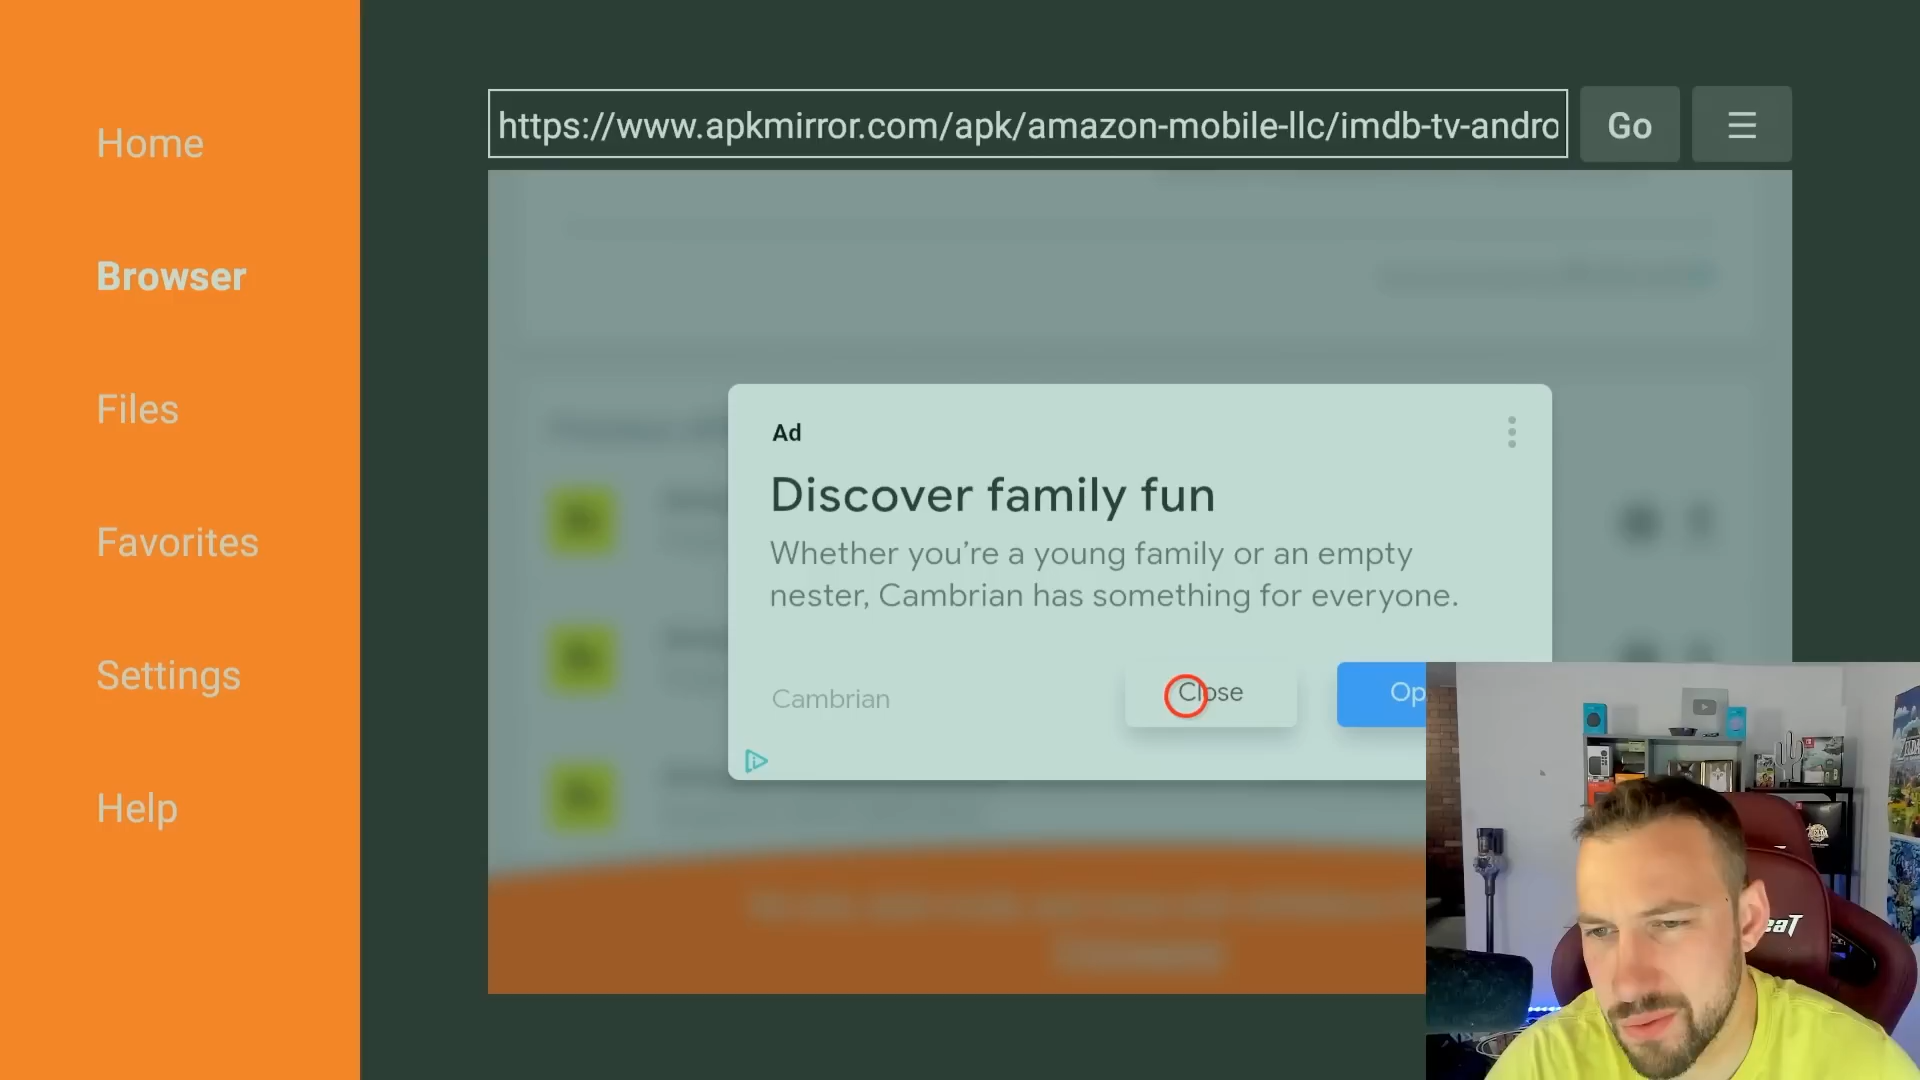 Home
Browser
Files
Favorites
Settings
Help
https://www.apkmirror.com/apk/amazon-mobile-llc/imdb-tv-andro
Go
Ad
Discover family fun
Whether you're a young family or an empty
nester, Cambrian has something for everyone.
Cambrian
Close
Op
eaT